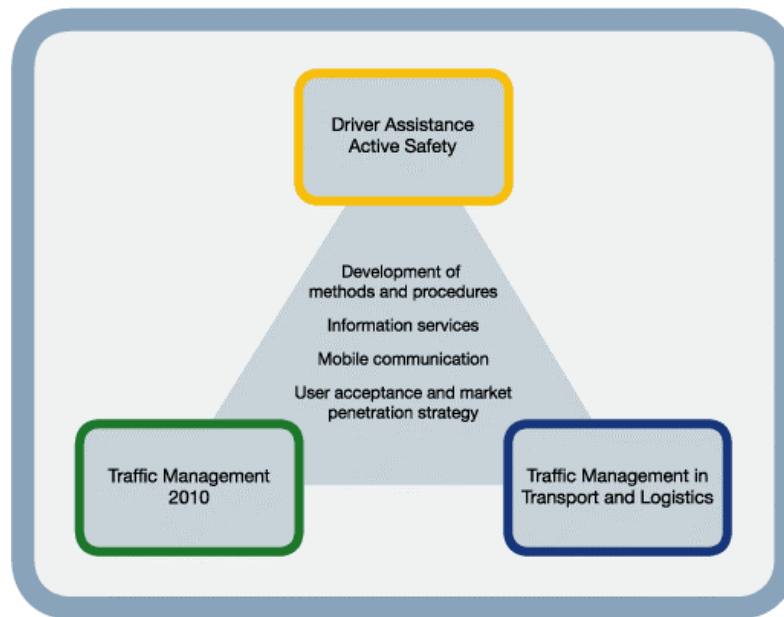 Driver Assistance
Active Safety
Development of
methods and procedures
Information services
Mobile communication
User acceptance and market
penetration strategy
Traffic Management
2010
Traffic Management in
Transport and Logistics